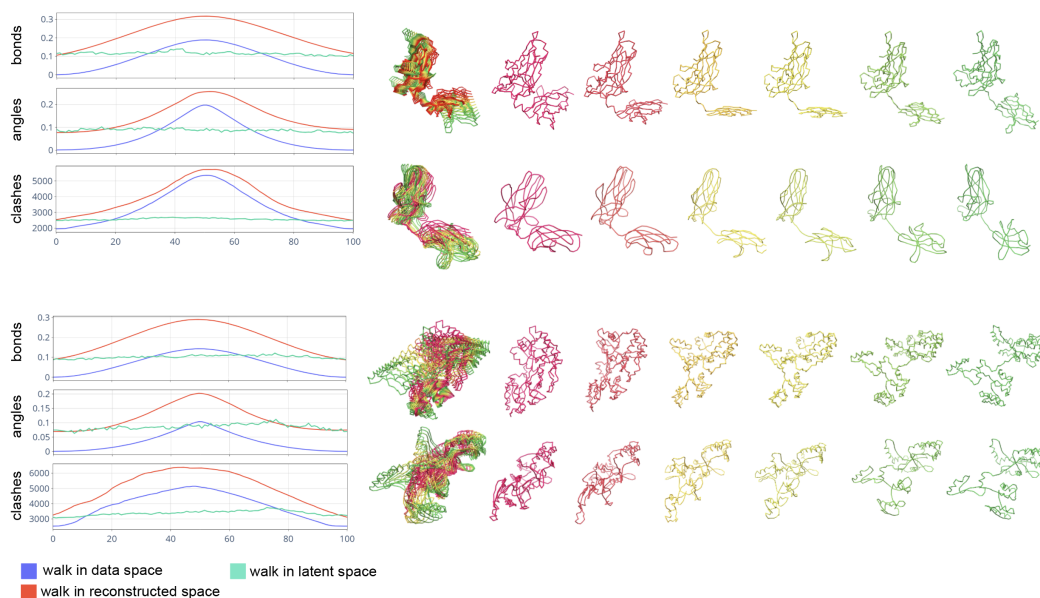 bonds
0.3
0.2
0.1
0
angles
0.2
0.1
0
clashes
5000
4000
3000
2000
0 20 40 60 80 100
bonds
0.3
0.2
0.1
0
angles
0.2
0.15
0.1
0.05
0
clashes
6000
5000
4000
3000
0 20 40 60 80 100
walk in data space walk in latent space
walk in reconstructed space